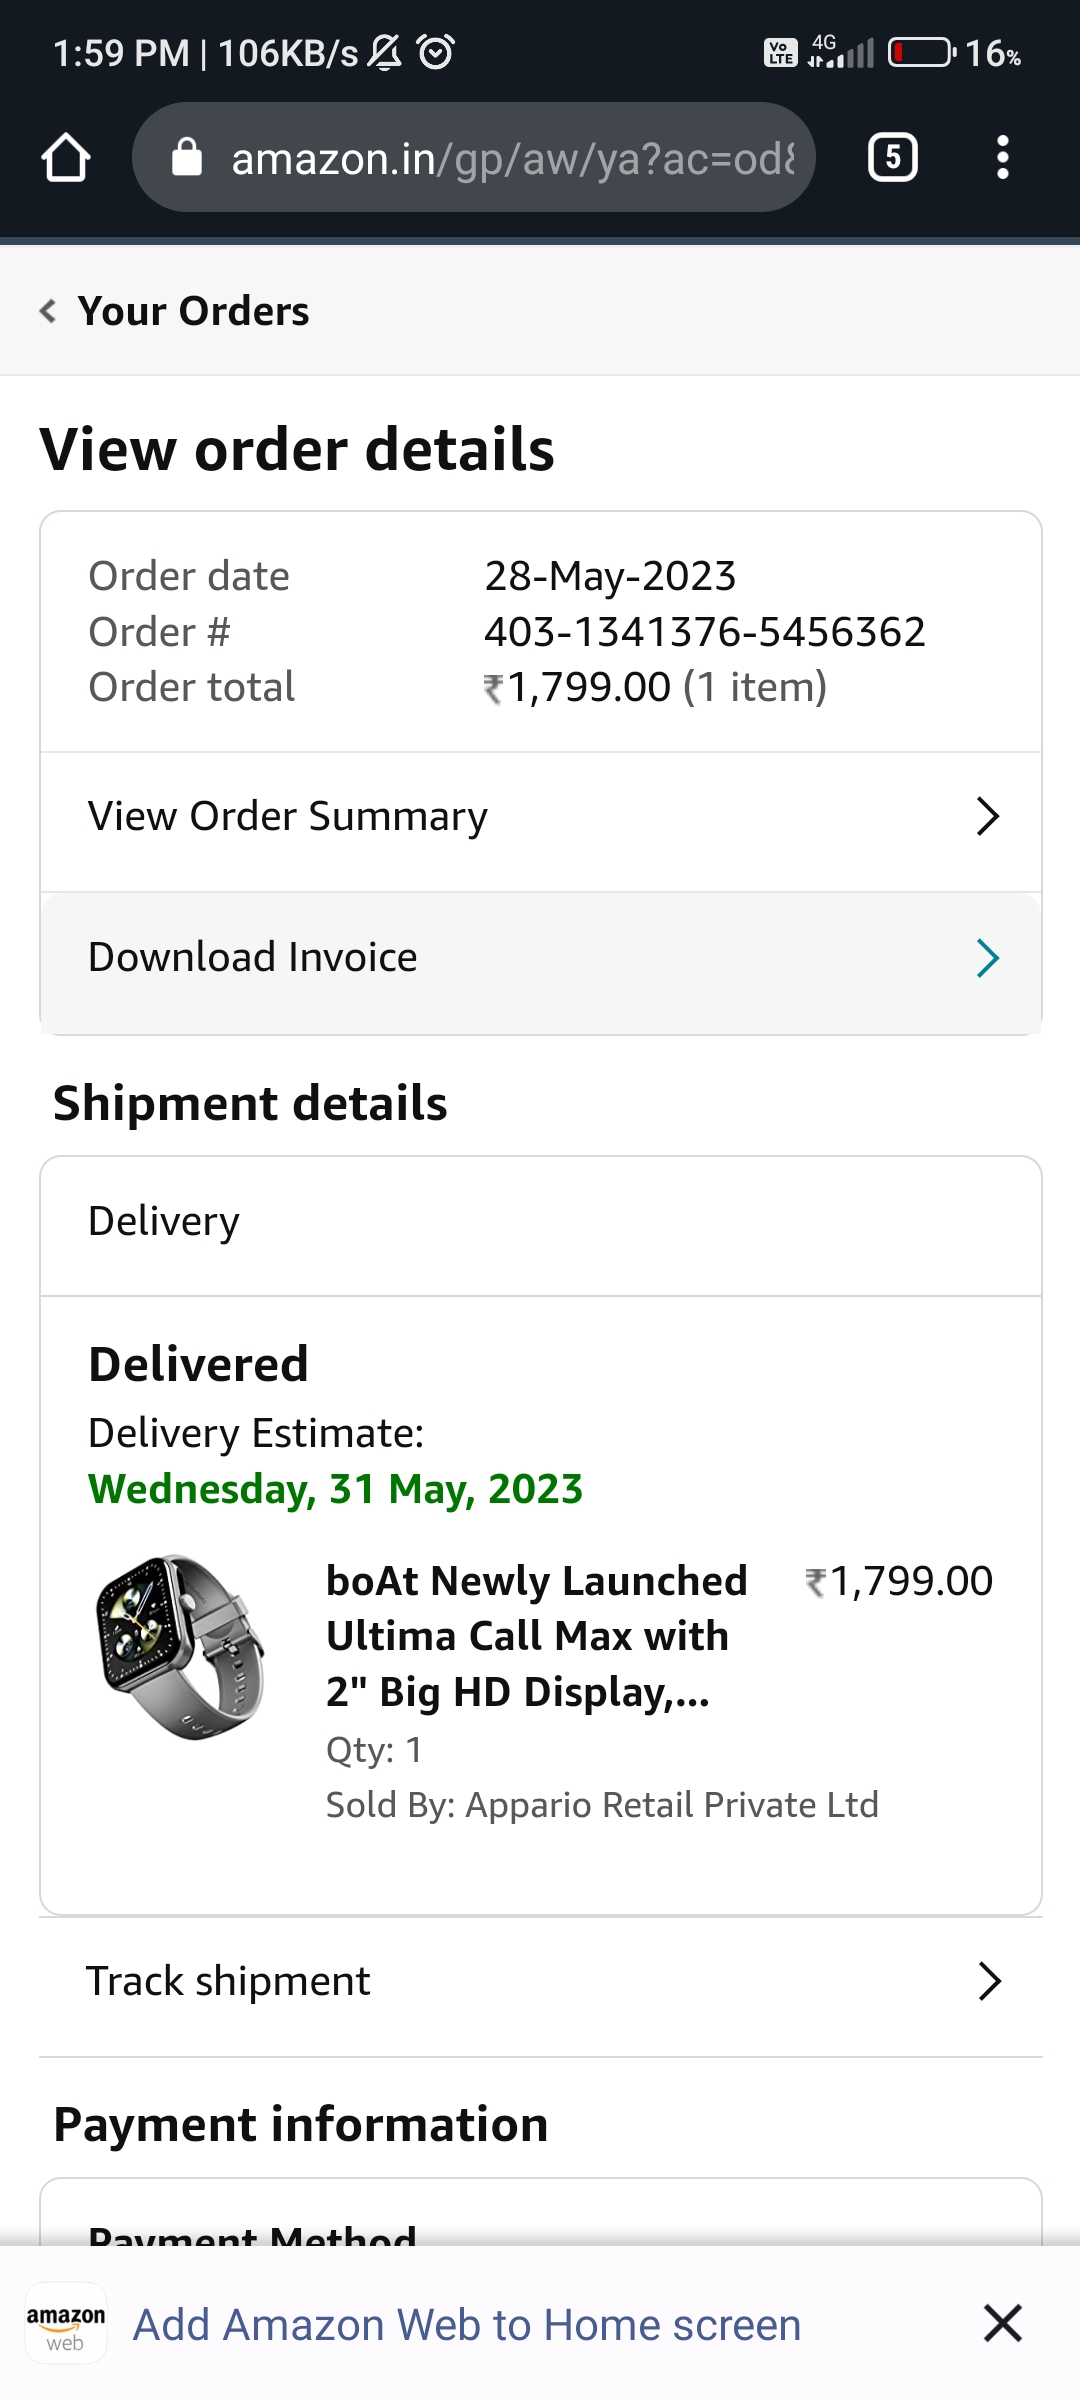 1:59 PM | 106KB/s Vo LTE 4G 16%
amazon.in/gp/aw/ya?ac=od& 5
Your Orders
View order details
Order date 28-May-2023
Order # 403-1341376-5456362
Order total ₹1,799.00 (1 item)
View Order Summary
Download Invoice
Shipment details
Delivery
Delivered
Delivery Estimate:
Wednesday, 31 May, 2023
boAt Newly Launched ₹1,799.00
Ultima Call Max with
2" Big HD Display,...
Qty: 1
Sold By: Appario Retail Private Ltd
Track shipment
Payment information
Payment Method
amazon
web
Add Amazon Web to Home screen